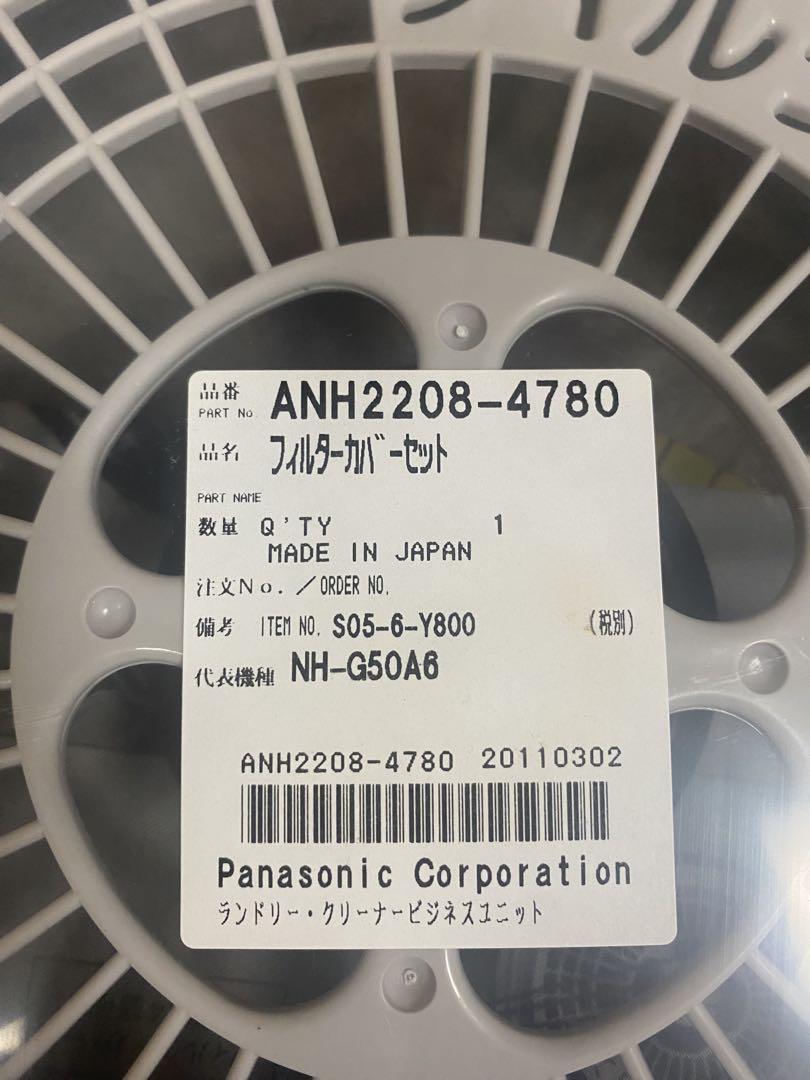 品番 ANH2208-4780
PART No.
品名 フィルターカバーセット
PART NAME
数量 Q'TY 1
MADE IN JAPAN
注文No.／ORDER NO.
備考 ITEM NO. S05-6-Y800 (税別)
代表機種 NH-G50A6
ANH2208-4780 20110302
Panasonic Corporation
ランドリー・クリーナービジネスユニット